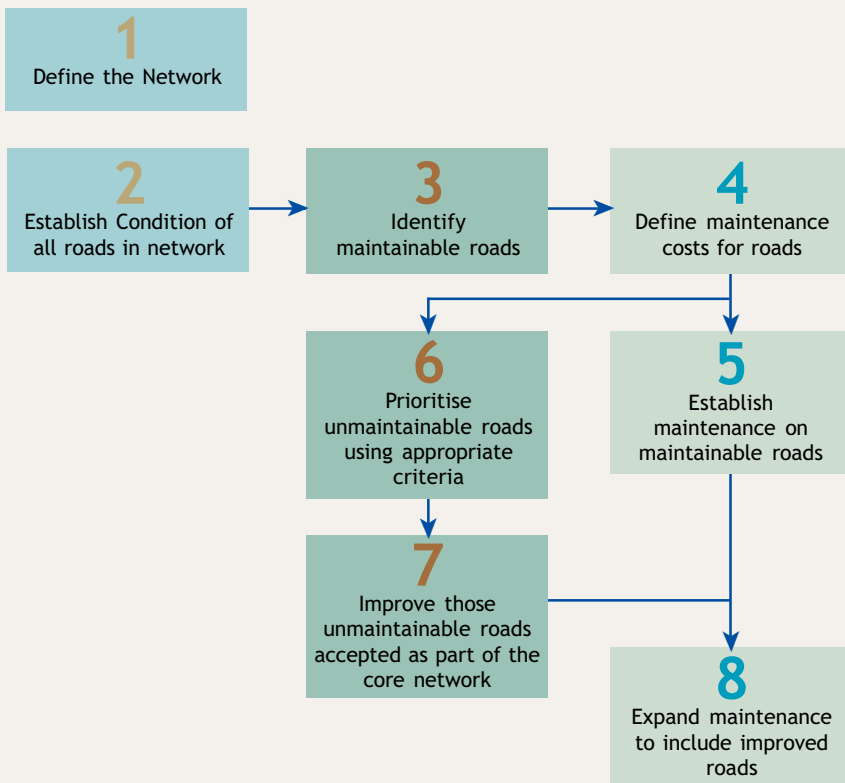 1
Define the Network
2
Establish Condition of
all roads in network
3
Identify
maintainable roads
4
Define maintenance
costs for roads
6
Prioritise
unmaintainable roads
using appropriate
criteria
5
Establish
maintenance on
maintainable roads
7
Improve those
unmaintainable roads
accepted as part of the
core network
8
Expand maintenance
to include improved
roads